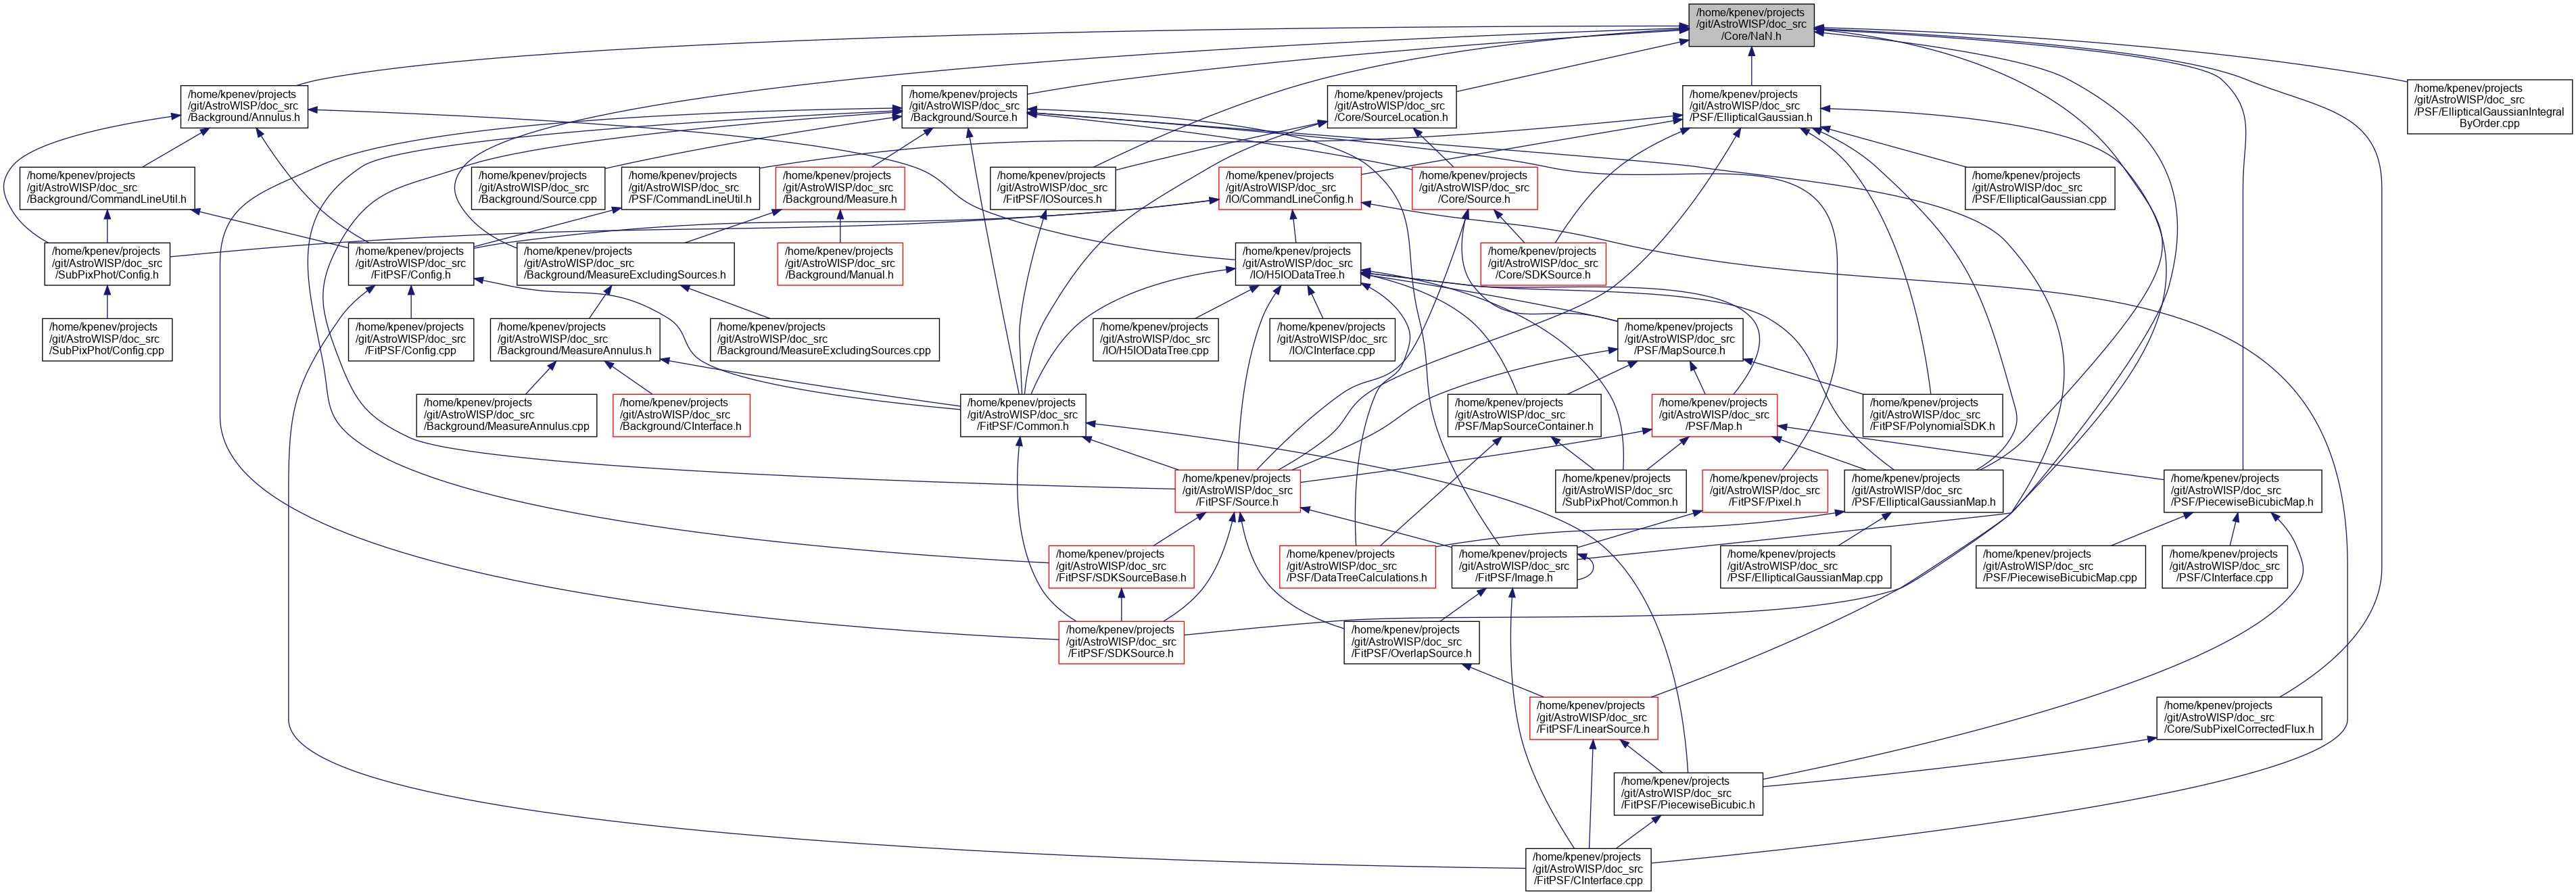 /home/kpenev/projects
/git/AstroWISP/doc_src
/Core/NaN.h
/home/kpenev/projects
/git/AstroWISP/doc_src
/Background/Annulus.h
/home/kpenev/projects
/git/AstroWISP/doc_src
/Background/Source.h
/home/kpenev/projects
/git/AstroWISP/doc_src
/Core/SourceLocation.h
/home/kpenev/projects
/git/AstroWISP/doc_src
/PSF/EllipticalGaussian.h
/home/kpenev/projects
/git/AstroWISP/doc_src
/PSF/EllipticalGaussianIntegral
ByOrder.cpp
/home/kpenev/projects
/git/AstroWISP/doc_src
/Background/CommandLineUtil.h
/home/kpenev/projects
/git/AstroWISP/doc_src
/Background/Source.cpp
/home/kpenev/projects
/git/AstroWISP/doc_src
/PSF/CommandLineUtil.h
/home/kpenev/projects
/git/AstroWISP/doc_src
/Background/Measure.h
/home/kpenev/projects
/git/AstroWISP/doc_src
/FitPSF/IOSources.h
/home/kpenev/projects
/git/AstroWISP/doc_src
/IO/CommandLineConfig.h
/home/kpenev/projects
/git/AstroWISP/doc_src
/Core/Source.h
/home/kpenev/projects
/git/AstroWISP/doc_src
/PSF/EllipticalGaussian.cpp
/home/kpenev/projects
/git/AstroWISP/doc_src
/SubPixPhot/Config.h
/home/kpenev/projects
/git/AstroWISP/doc_src
/FitPSF/Config.h
/home/kpenev/projects
/git/AstroWISP/doc_src
/Background/MeasureExcludingSources.h
/home/kpenev/projects
/git/AstroWISP/doc_src
/Background/Manual.h
/home/kpenev/projects
/git/AstroWISP/doc_src
/IO/H5IODataTree.h
/home/kpenev/projects
/git/AstroWISP/doc_src
/Core/SDKSource.h
/home/kpenev/projects
/git/AstroWISP/doc_src
/SubPixPhot/Config.cpp
/home/kpenev/projects
/git/AstroWISP/doc_src
/FitPSF/Config.cpp
/home/kpenev/projects
/git/AstroWISP/doc_src
/Background/MeasureAnnulus.h
/home/kpenev/projects
/git/AstroWISP/doc_src
/Background/MeasureExcludingSources.cpp
/home/kpenev/projects
/git/AstroWISP/doc_src
/IO/H5IODataTree.cpp
/home/kpenev/projects
/git/AstroWISP/doc_src
/IO/CInterface.cpp
/home/kpenev/projects
/git/AstroWISP/doc_src
/PSF/MapSource.h
/home/kpenev/projects
/git/AstroWISP/doc_src
/Background/MeasureAnnulus.cpp
/home/kpenev/projects
/git/AstroWISP/doc_src
/Background/CInterface.h
/home/kpenev/projects
/git/AstroWISP/doc_src
/FitPSF/Common.h
/home/kpenev/projects
/git/AstroWISP/doc_src
/PSF/MapSourceContainer.h
/home/kpenev/projects
/git/AstroWISP/doc_src
/PSF/Map.h
/home/kpenev/projects
/git/AstroWISP/doc_src
/FitPSF/PolynomialSDK.h
/home/kpenev/projects
/git/AstroWISP/doc_src
/FitPSF/Source.h
/home/kpenev/projects
/git/AstroWISP/doc_src
/SubPixPhot/Common.h
/home/kpenev/projects
/git/AstroWISP/doc_src
/FitPSF/Pixel.h
/home/kpenev/projects
/git/AstroWISP/doc_src
/PSF/EllipticalGaussianMap.h
/home/kpenev/projects
/git/AstroWISP/doc_src
/PSF/PiecewiseBicubicMap.h
/home/kpenev/projects
/git/AstroWISP/doc_src
/FitPSF/SDKSourceBase.h
/home/kpenev/projects
/git/AstroWISP/doc_src
/PSF/DataTreeCalculations.h
/home/kpenev/projects
/git/AstroWISP/doc_src
/FitPSF/Image.h
/home/kpenev/projects
/git/AstroWISP/doc_src
/PSF/EllipticalGaussianMap.cpp
/home/kpenev/projects
/git/AstroWISP/doc_src
/PSF/PiecewiseBicubicMap.cpp
/home/kpenev/projects
/git/AstroWISP/doc_src
/PSF/CInterface.cpp
/home/kpenev/projects
/git/AstroWISP/doc_src
/FitPSF/SDKSource.h
/home/kpenev/projects
/git/AstroWISP/doc_src
/FitPSF/OverlapSource.h
/home/kpenev/projects
/git/AstroWISP/doc_src
/FitPSF/LinearSource.h
/home/kpenev/projects
/git/AstroWISP/doc_src
/Core/SubPixelCorrectedFlux.h
/home/kpenev/projects
/git/AstroWISP/doc_src
/FitPSF/PiecewiseBicubic.h
/home/kpenev/projects
/git/AstroWISP/doc_src
/FitPSF/CInterface.cpp